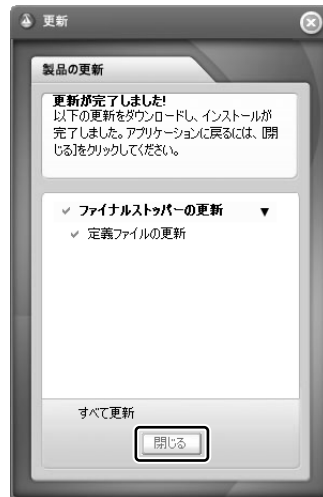 更新
製品の更新
更新が完了しました!
以下の更新をダウンロードし、インストールが
完了しました。アプリケーションに戻るには、[閉
じる]をクリックしてください。
ファイナルストッパーの更新
定義ファイルの更新
すべて更新
閉じる